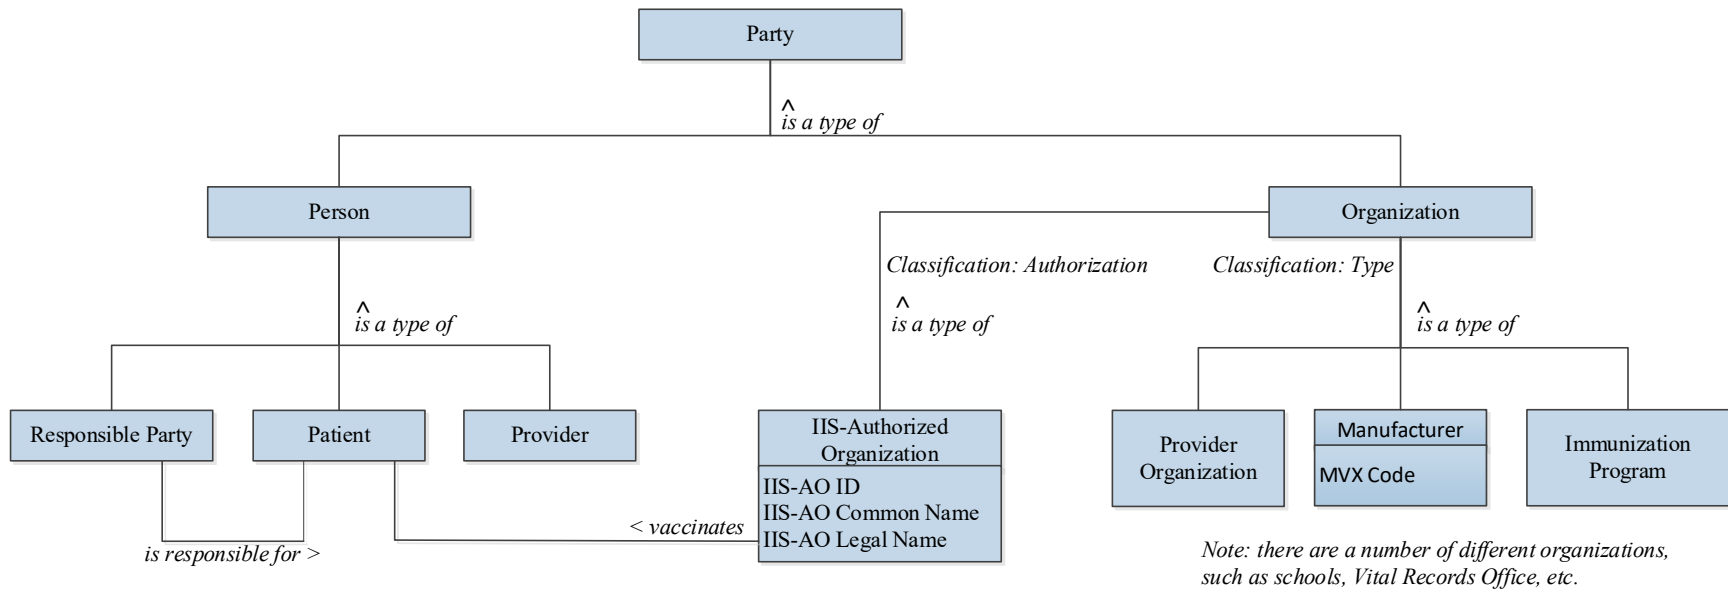 Party
^
is a type of
Person
Organization
Classification: Authorization
Classification: Type
^
is a type of
^
is a type of
^
is a type of
Responsible Party
Patient
Provider
IIS-Authorized
Organization
IIS-AO ID
IIS-AO Common Name
IIS-AO Legal Name
Provider
Organization
Manufacturer
MVX Code
Immunization
Program
< vaccinates
is responsible for >
Note: there are a number of different organizations,
such as schools, Vital Records Office, etc.